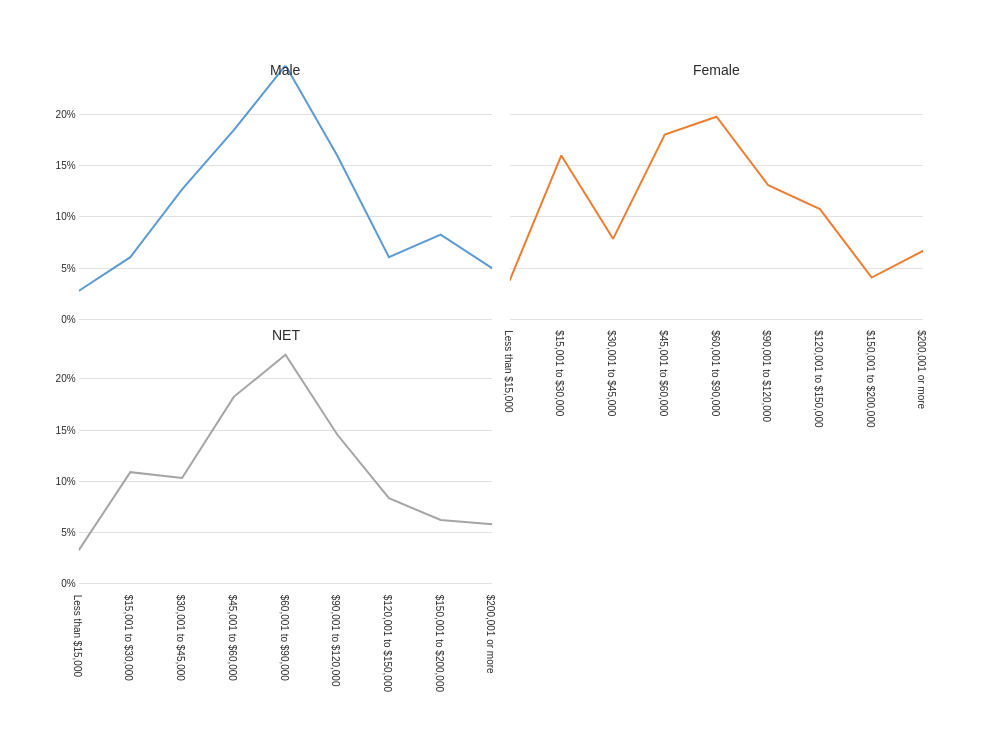 Male
20%
15%
10%
5%
0%
Female
Less than $15,000
$15,001 to $30,000
$30,001 to $45,000
$45,001 to $60,000
$60,001 to $90,000
$90,001 to $120,000
$120,001 to $150,000
$150,001 to $200,000
$200,001 or more
NET
20%
15%
10%
5%
0%
Less than $15,000
$15,001 to $30,000
$30,001 to $45,000
$45,001 to $60,000
$60,001 to $90,000
$90,001 to $120,000
$120,001 to $150,000
$150,001 to $200,000
$200,001 or more